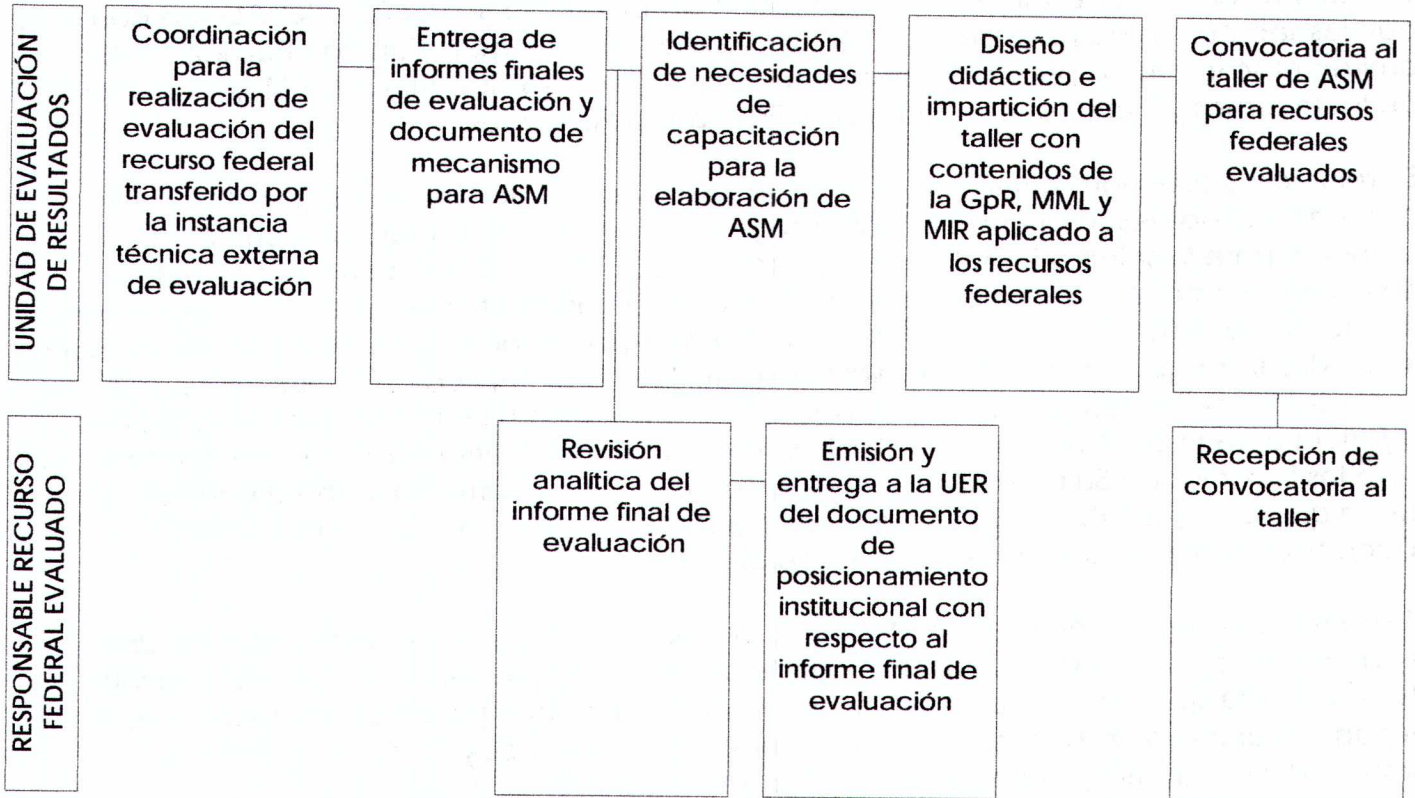 UNIDAD DE EVALUACIÓN
DE RESULTADOS
Coordinación
para la
realización de
evaluación del
recurso federal
transferido por
la instancia
técnica externa
de evaluación
Entrega de
informes finales
de evaluación y
documento de
mecanismo
para ASM
Identificación
de necesidades
de
capacitación
para la
elaboración de
ASM
Diseño
didáctico e
impartición del
taller con
contenidos de
la GpR, MML y
MIR aplicado a
los recursos
federales
Convocatoria al
taller de ASM
para recursos
federales
evaluados
RESPONSABLE RECURSO
FEDERAL EVALUADO
Revisión
analítica del
informe final de
evaluación
Emisión y
entrega a la UER
del documento
de
posicionamiento
institucional con
respecto al
informe final de
evaluación
Recepción de
convocatoria al
taller